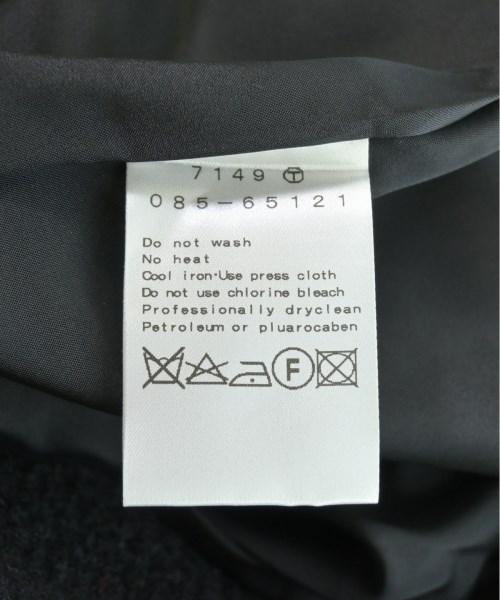 7149 Ⓣ
085-65121
Do not wash
No heat
Cool iron·Use press cloth
Do not use chlorine bleach
Professionally dryclean
Petroleum or pluarocaben
F